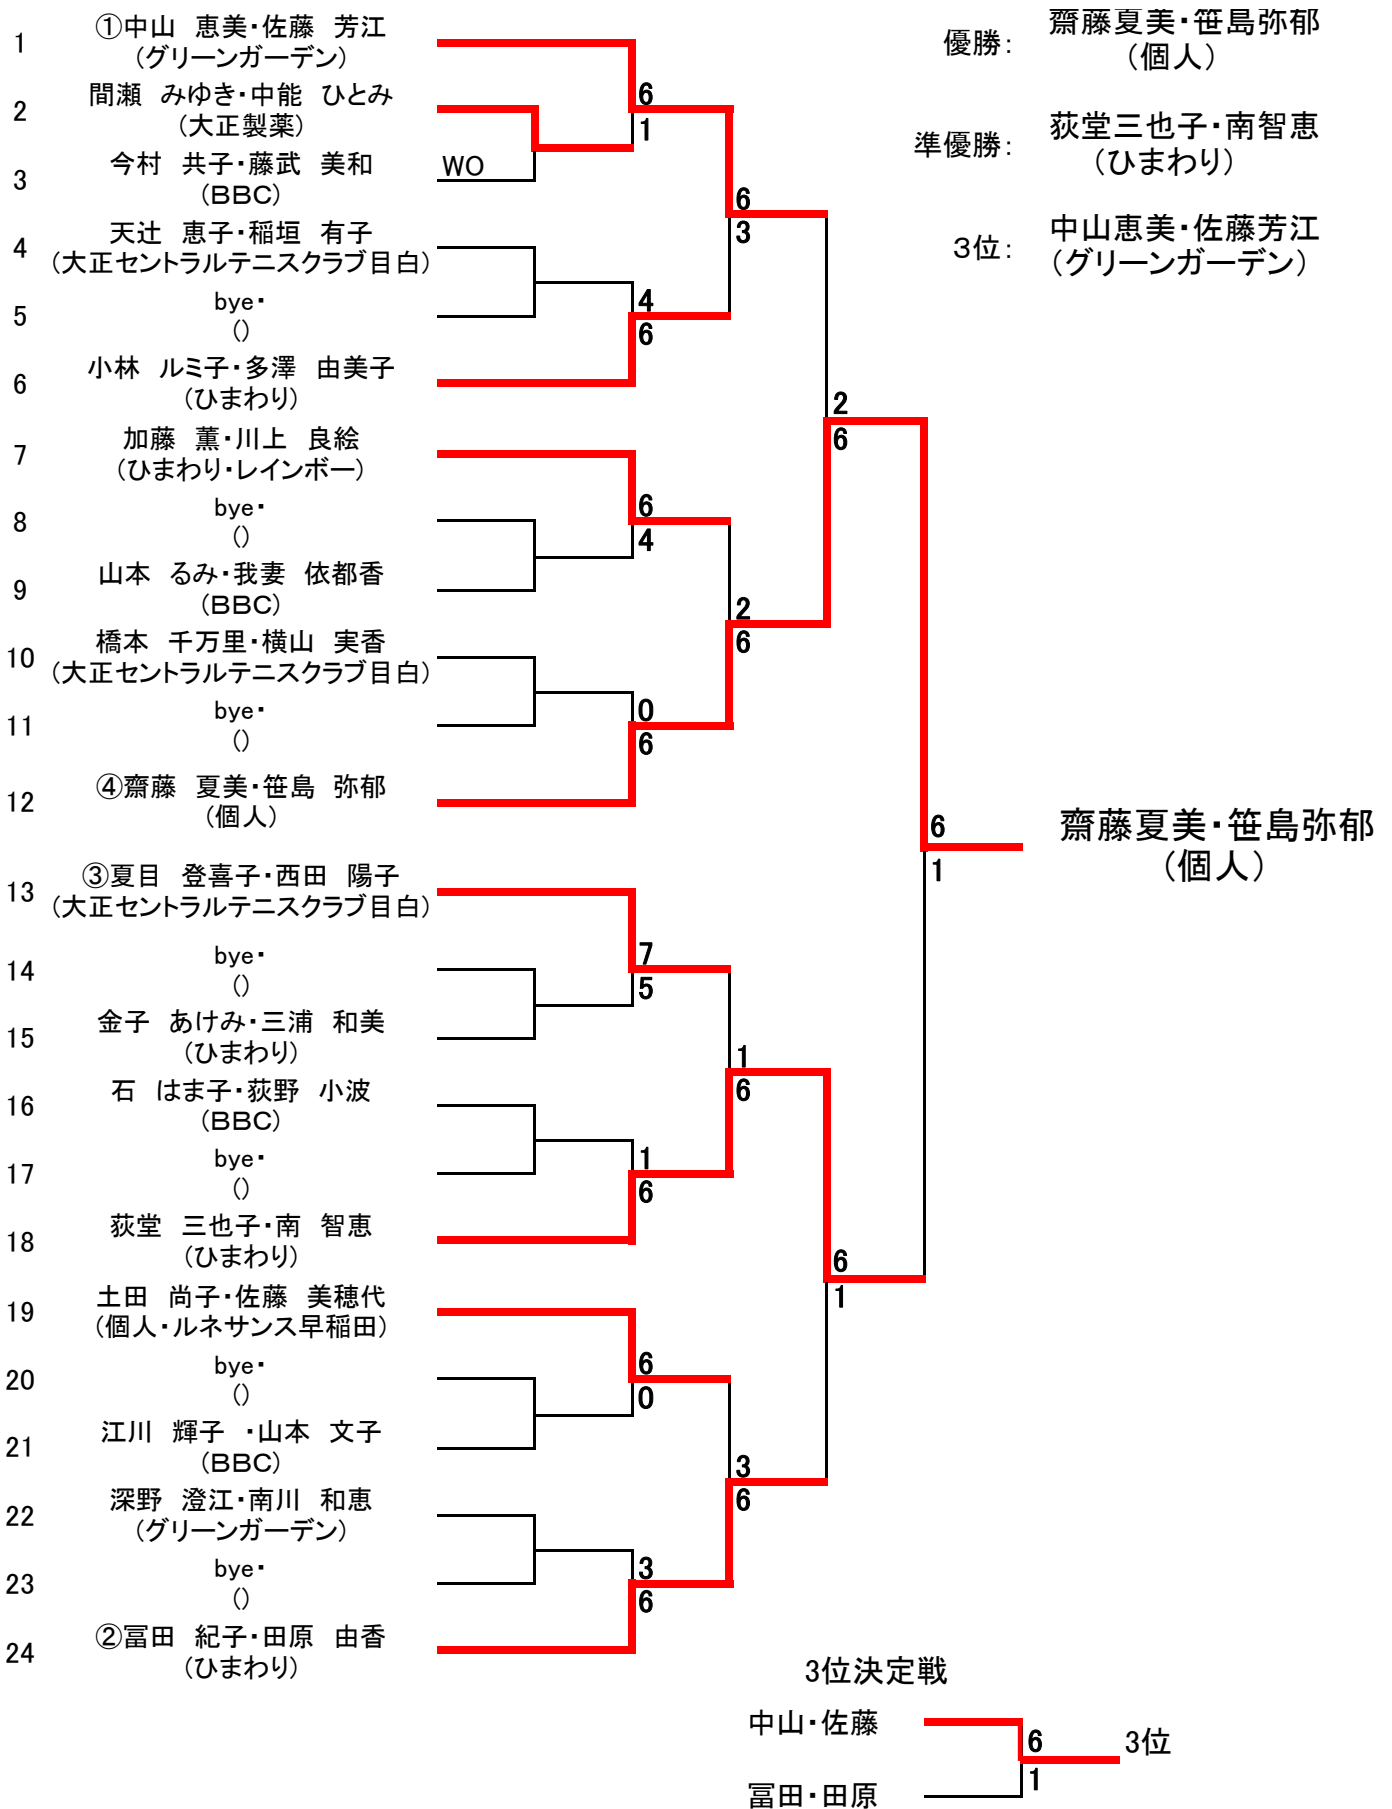 1
①中山　恵美・佐藤　芳江
(グリーンガーデン)
2
間瀬　みゆき・中能　ひとみ
(大正製薬)
3
今村　共子・藤武　美和
(BBC)
WO
4
天辻　恵子・稲垣　有子
(大正セントラルテニスクラブ目白)
5
bye・
()
6
小林　ルミ子・多澤　由美子
(ひまわり)
7
加藤　薫・川上　良絵
(ひまわり・レインボー)
8
bye・
()
9
山本　るみ・我妻　依都香
(BBC)
10
橋本　千万里・横山　実香
(大正セントラルテニスクラブ目白)
11
bye・
()
12
④齋藤　夏美・笹島　弥郁
(個人)
13
③夏目　登喜子・西田　陽子
(大正セントラルテニスクラブ目白)
14
bye・
()
15
金子　あけみ・三浦　和美
(ひまわり)
16
石　はま子・荻野　小波
(BBC)
17
bye・
()
18
荻堂　三也子・南　智恵
(ひまわり)
19
土田　尚子・佐藤　美穂代
(個人・ルネサンス早稲田)
20
bye・
()
21
江川　輝子　・山本　文子
(BBC)
22
深野　澄江・南川　和恵
(グリーンガーデン)
23
bye・
()
24
②冨田　紀子・田原　由香
(ひまわり)
6
1
4
6
6
4
0
6
7
5
1
6
6
0
3
6
6
3
2
6
1
6
3
6
2
6
6
1
6
1
優勝：
齋藤夏美・笹島弥郁
(個人)
準優勝：
荻堂三也子・南智恵
(ひまわり)
3位：
中山恵美・佐藤芳江
(グリーンガーデン)
齋藤夏美・笹島弥郁
(個人)
3位決定戦
中山・佐藤
6
3位
1
冨田・田原